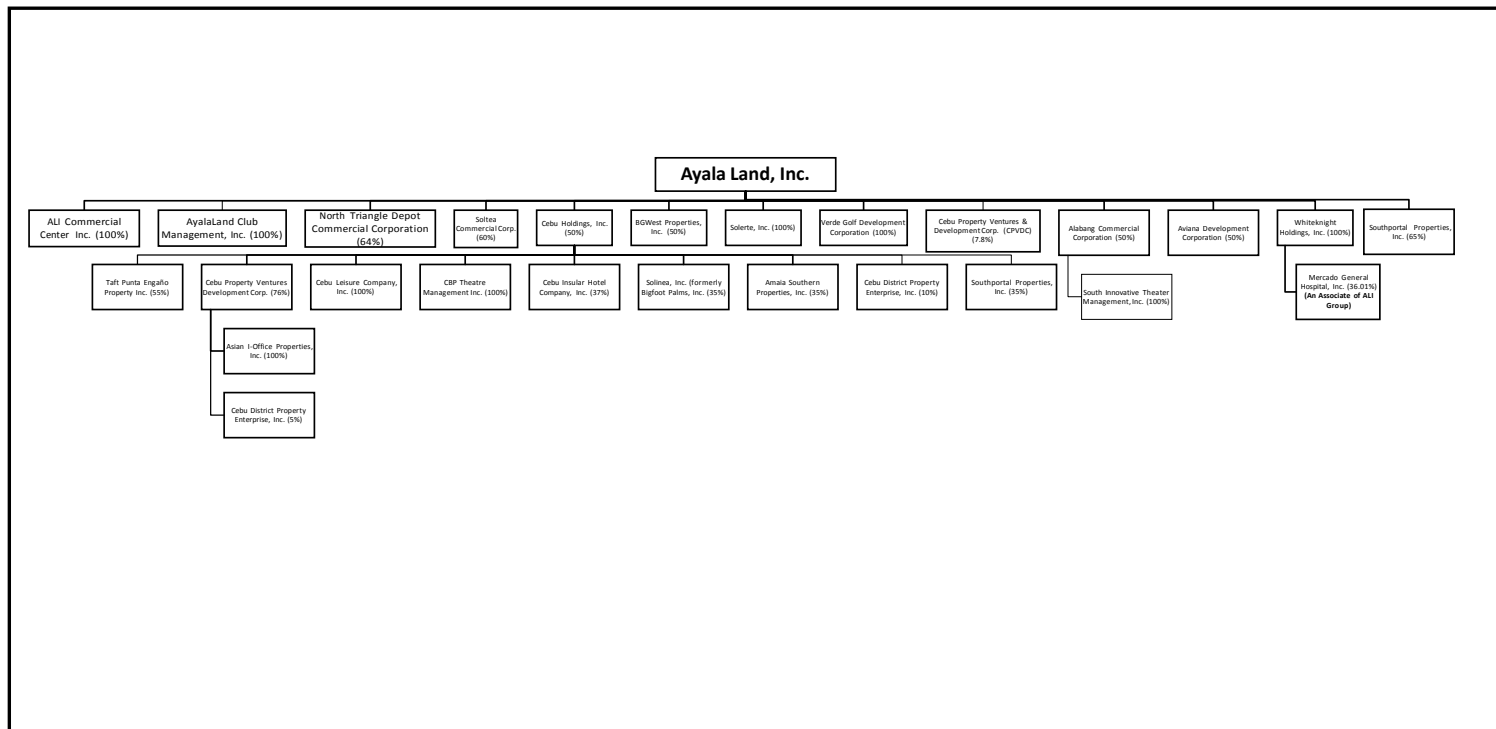 Ayala Land, Inc.
ALI Commercial
Center Inc. (100%)
AyalaLand Club
Management, Inc. (100%)
North Triangle Depot
Commercial Corporation
(64%)
Soltea
Commercial Corp.
(60%)
Cebu Holdings, Inc.
(50%)
BGWest Properties,
Inc. (50%)
Solerte, Inc. (100%)
Verde Golf Development
Corporation (100%)
Cebu Property Ventures &
Development Corp. (CPVDC)
(7.8%)
Alabang Commercial
Corporation (50%)
Aviana Development
Corporation (50%)
Whiteknight
Holdings, Inc. (100%)
Southportal Properties,
Inc. (65%)
Taft Punta Engaño
Property Inc. (55%)
Cebu Property Ventures
Development Corp. (76%)
Cebu Leisure Company,
Inc. (100%)
CBP Theatre
Management Inc. (100%)
Cebu Insular Hotel
Company, Inc. (37%)
Solinea, Inc. (formerly
Bigfoot Palms, Inc. (35%)
Amaia Southern
Properties, Inc. (35%)
Cebu District Property
Enterprise, Inc. (10%)
Southportal Properties,
Inc. (35%)
South Innovative Theater
Management, Inc. (100%)
Mercado General
Hospital, Inc. (36.01%)
(An Associate of ALI
Group)
Asian I-Office Properties,
Inc. (100%)
Cebu District Property
Enterprise, Inc. (5%)